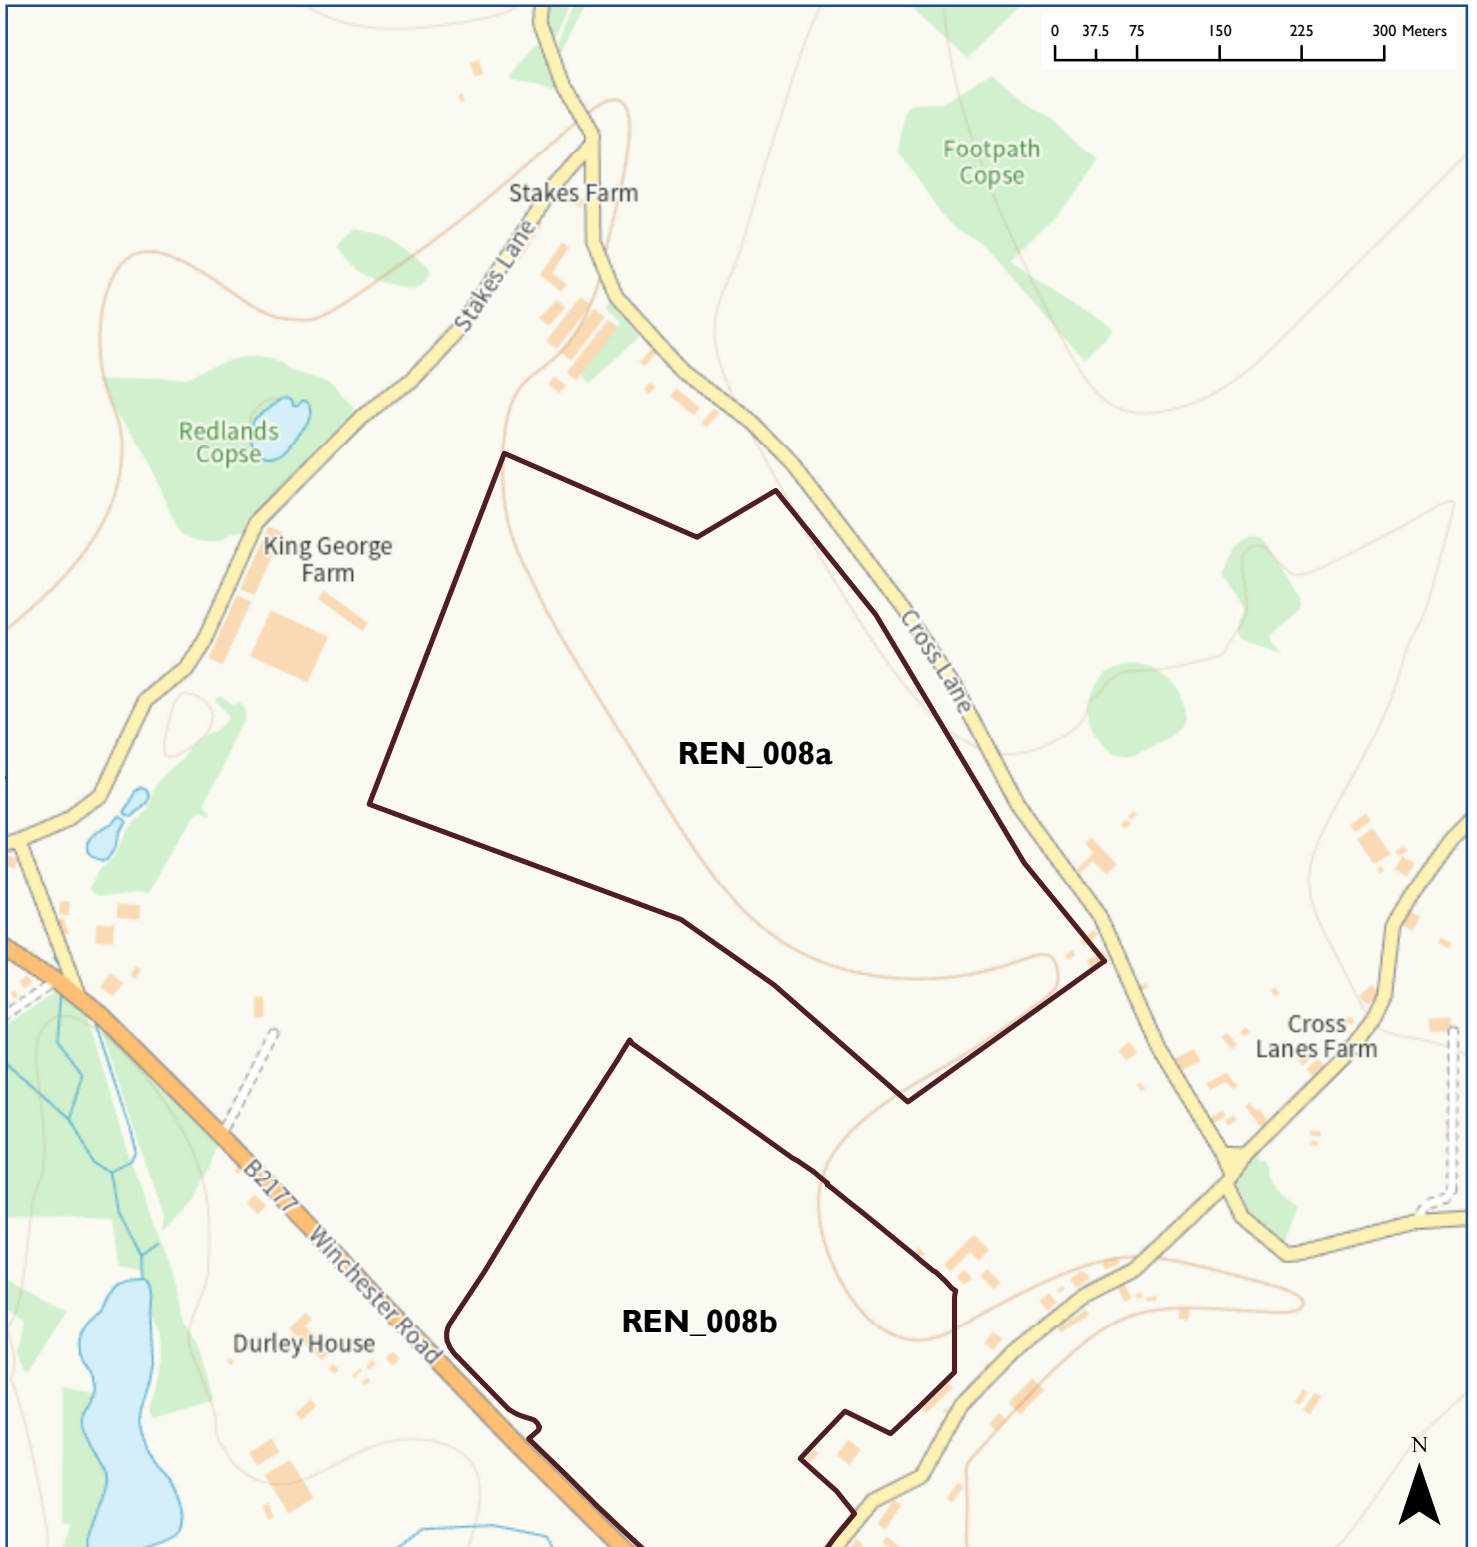 0 37.5 75 150 225 300 Meters
Footpath
Copse
Stakes Farm
Stakes Lane
Redlands
Copse
King George
Farm
Cross Lane
REN_008a
Cross
Lanes Farm
B2177 Winchester Road
REN_008b
Durley House
N